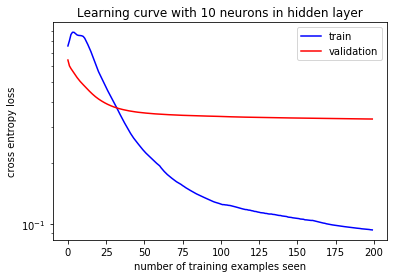 Learning curve with 10 neurons in hidden layer
train
validation
cross entropy loss
10⁻¹
0 25 50 75 100 125 150 175 200
number of training examples seen